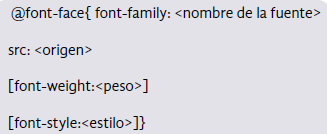 @font-face{ font-family: <nombre de la fuente>
src: <origen>
[font-weight:<peso>]
[font-style:<estilo>]}